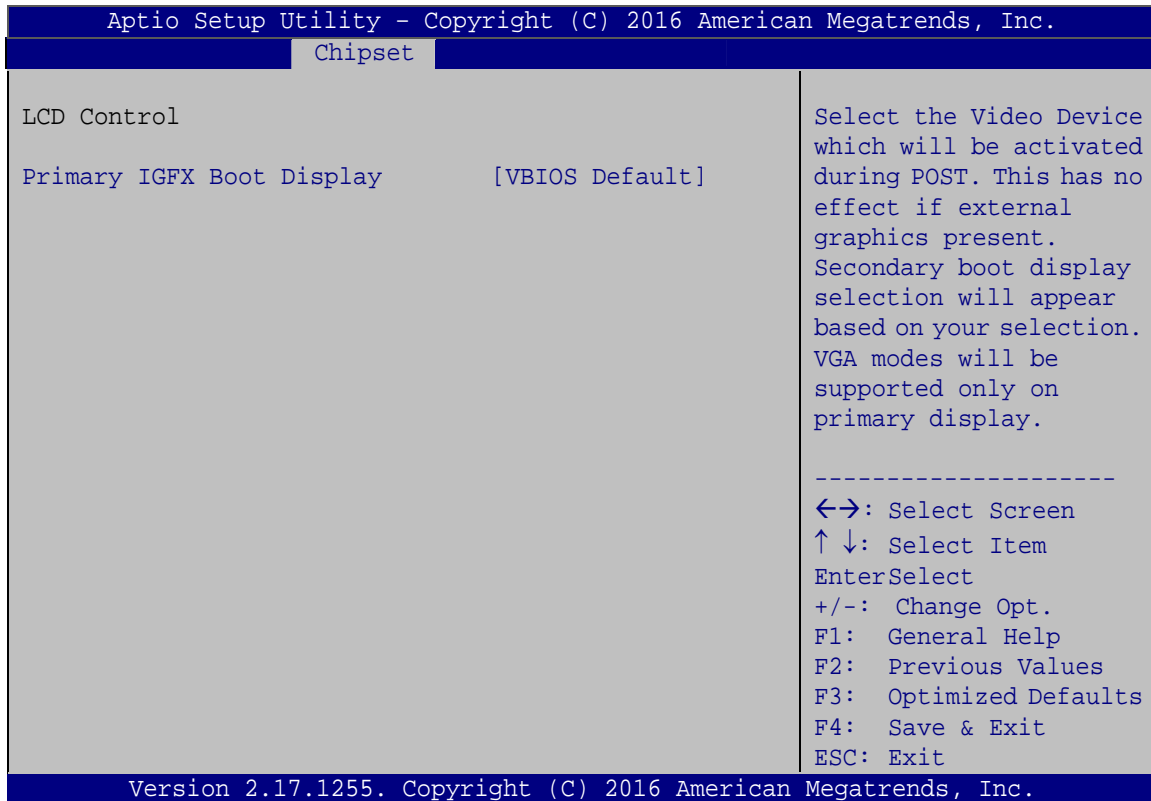 Aptio Setup Utility – Copyright (C) 2016 American Megatrends, Inc.
Chipset
LCD Control
Primary IGFX Boot Display [VBIOS Default]
Select the Video Device
which will be activated
during POST. This has no
effect if external
graphics present.
Secondary boot display
selection will appear
based on your selection.
VGA modes will be
supported only on
primary display.
---------------------
←→: Select Screen
↑ ↓: Select Item
EnterSelect
+/-: Change Opt.
F1: General Help
F2: Previous Values
F3: Optimized Defaults
F4: Save & Exit
ESC: Exit
Version 2.17.1255. Copyright (C) 2016 American Megatrends, Inc.